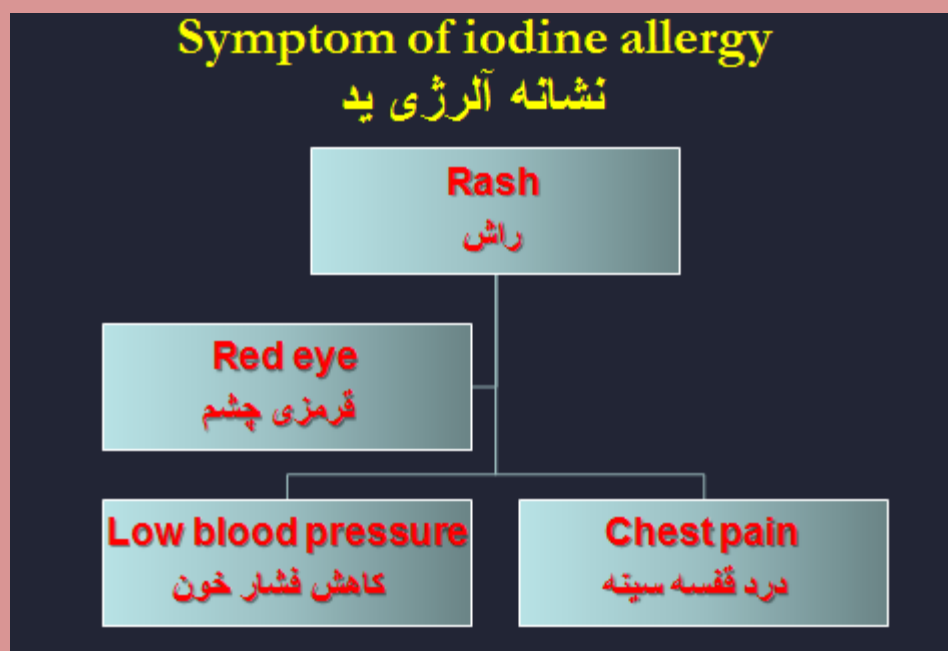 Symptom of iodine allergy
نشانه آلرژی ید
Rash
راش
Red eye
قرمزی چشم
Low blood pressure
کاهش فشار خون
Chest pain
درد قفسه سینه